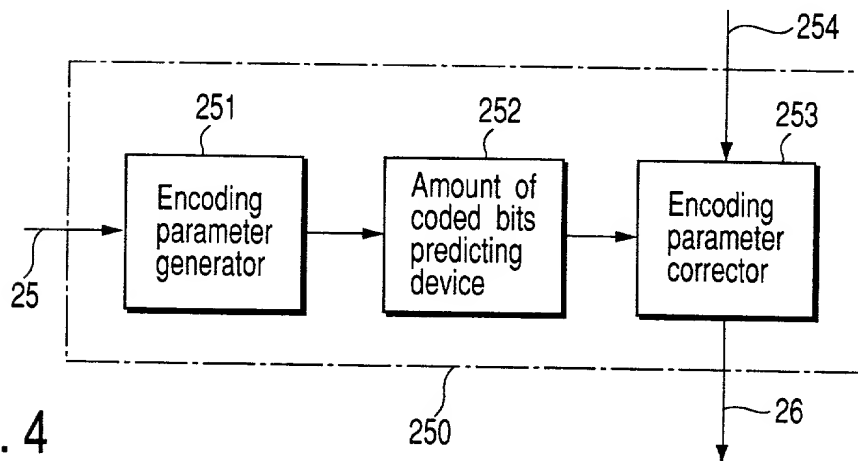 254
251
252
253
Encoding
parameter
generator
Amount of
coded bits
predicting
device
Encoding
parameter
corrector
25
250
26
. 4